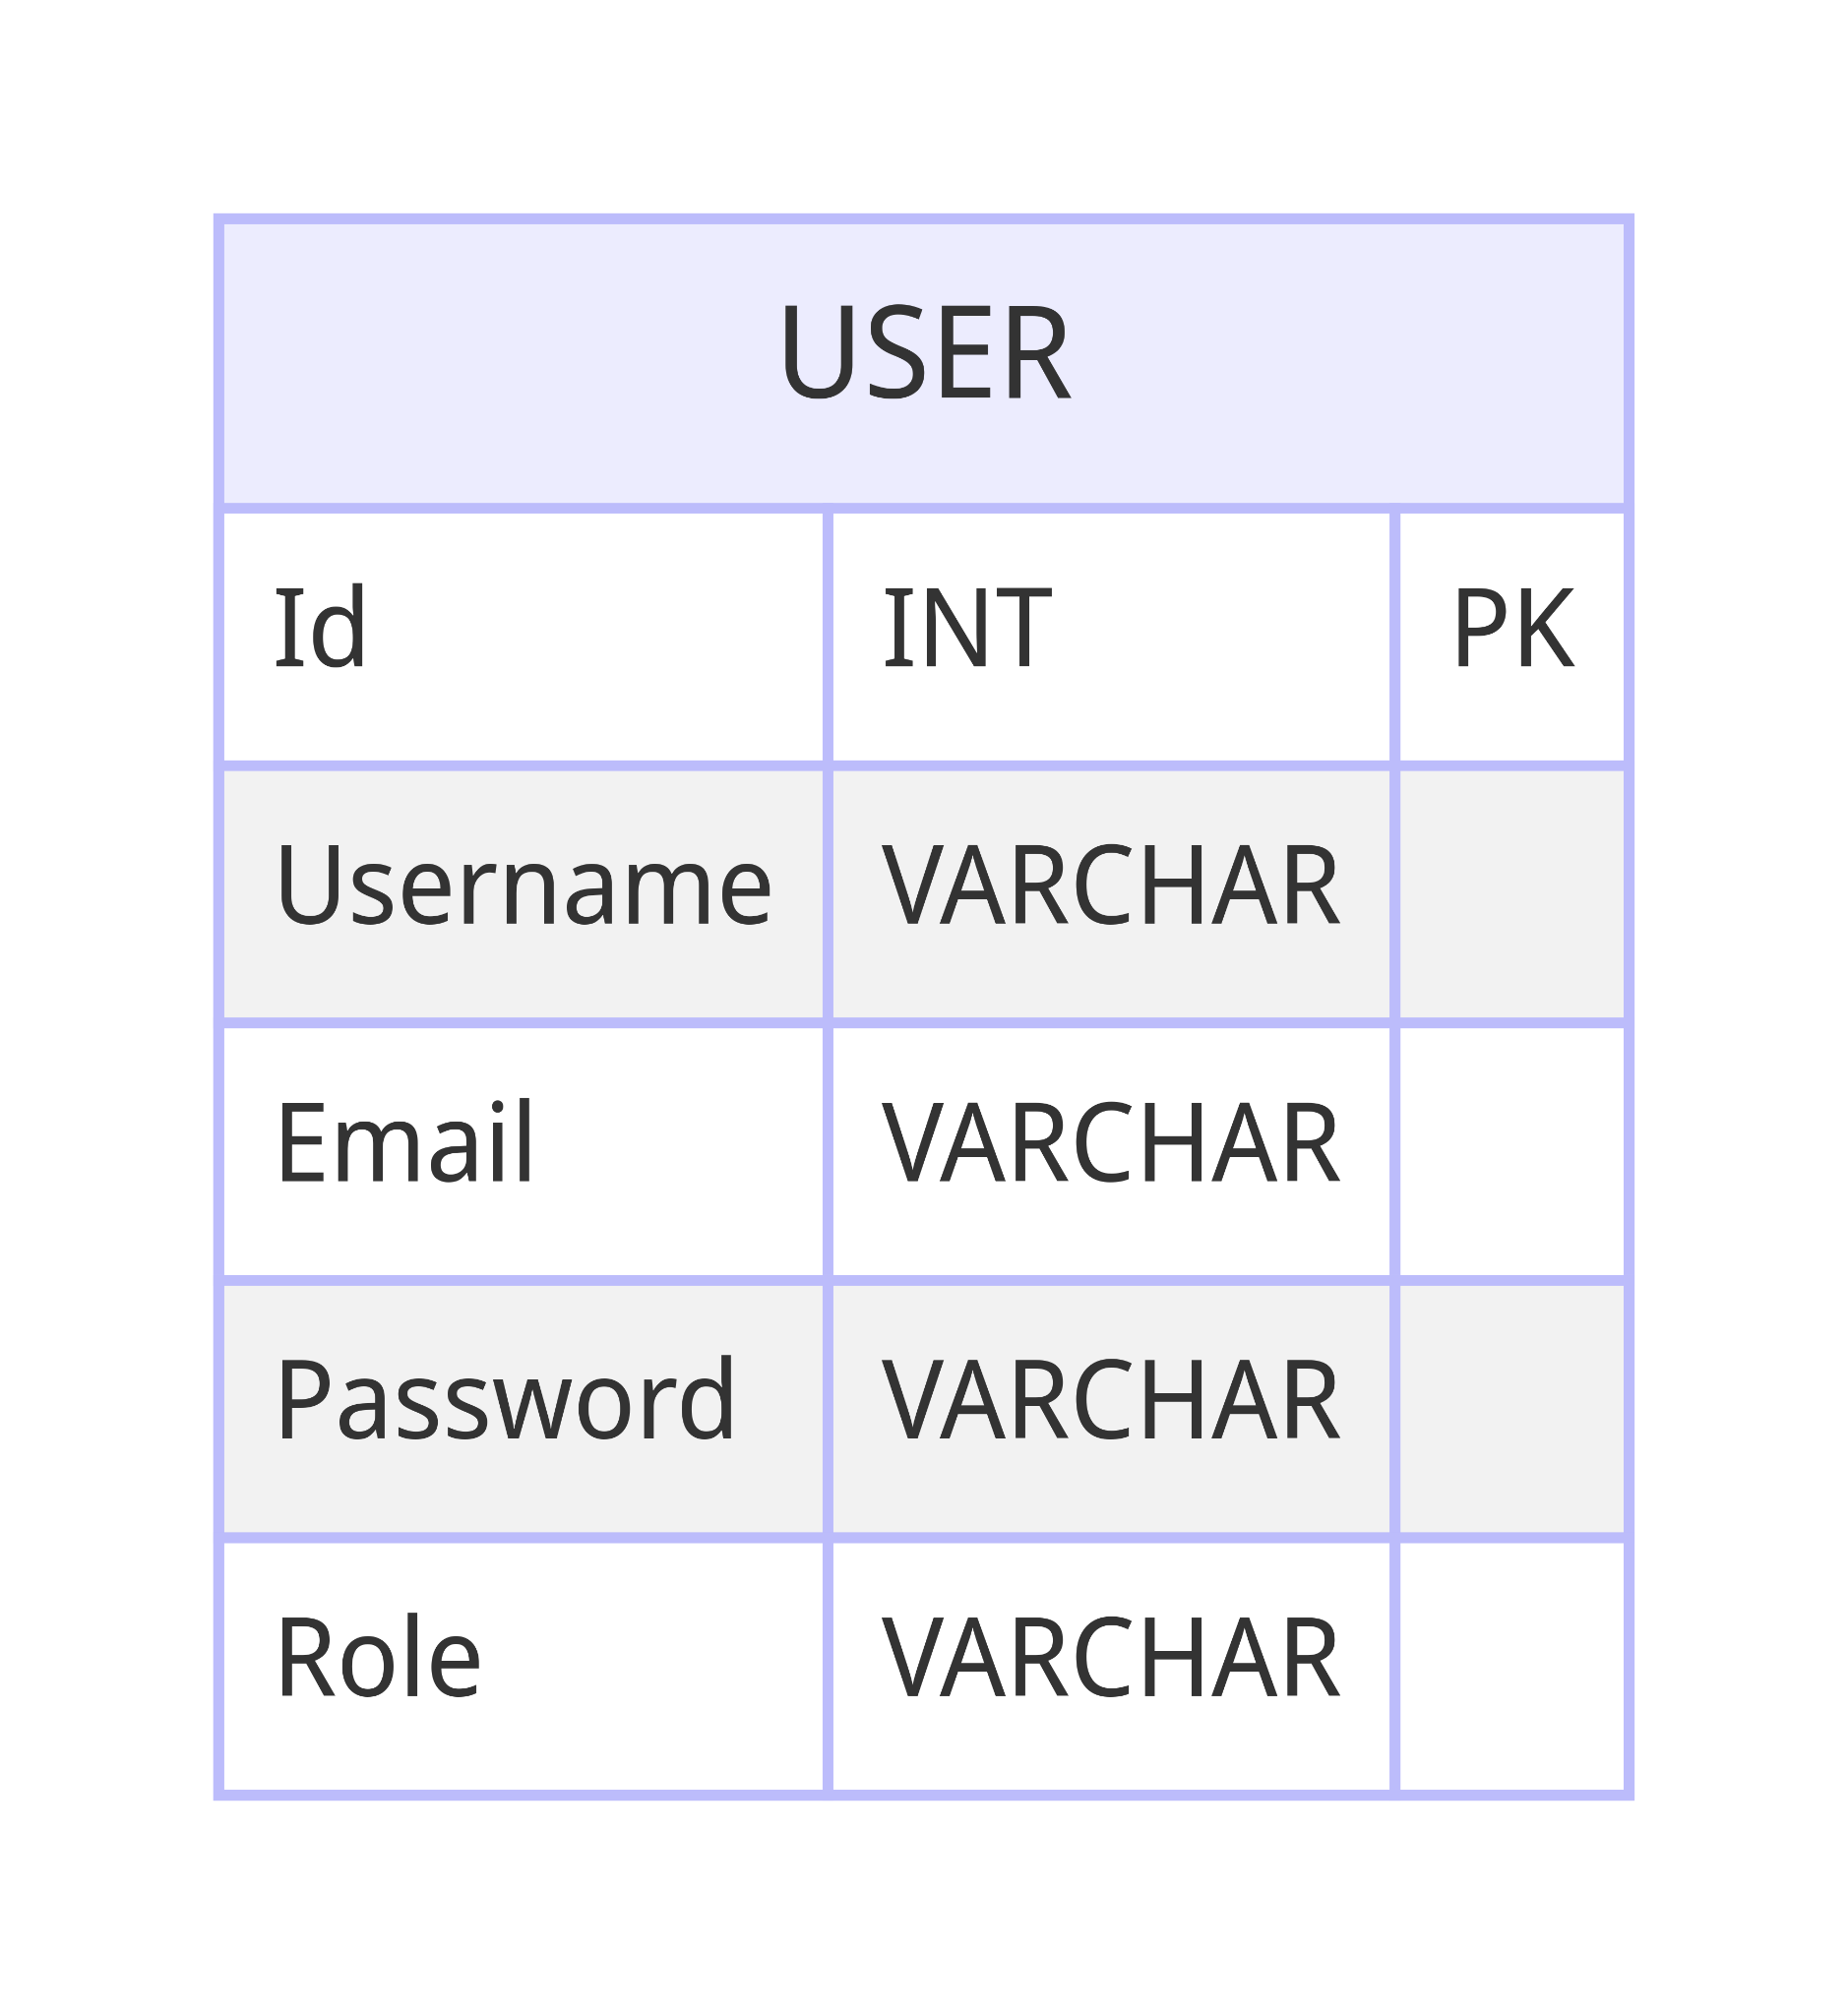 USER
Id INT PK
Username VARCHAR
Email VARCHAR
Password VARCHAR
Role VARCHAR